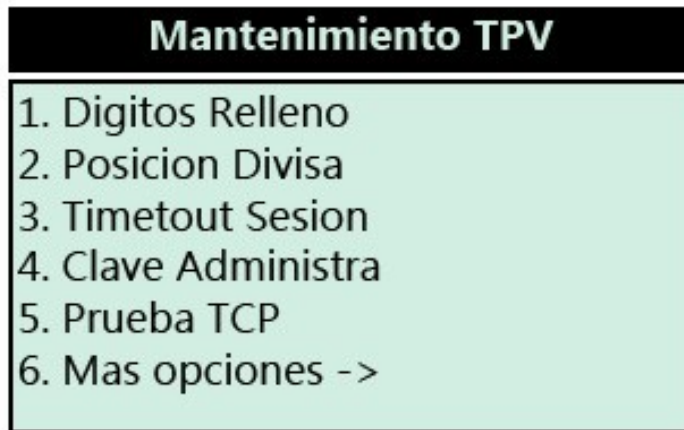 Mantenimiento TPV
1. Digitos Relleno
2. Posicion Divisa
3. Timetout Sesion
4. Clave Administra
5. Prueba TCP
6. Mas opciones ->